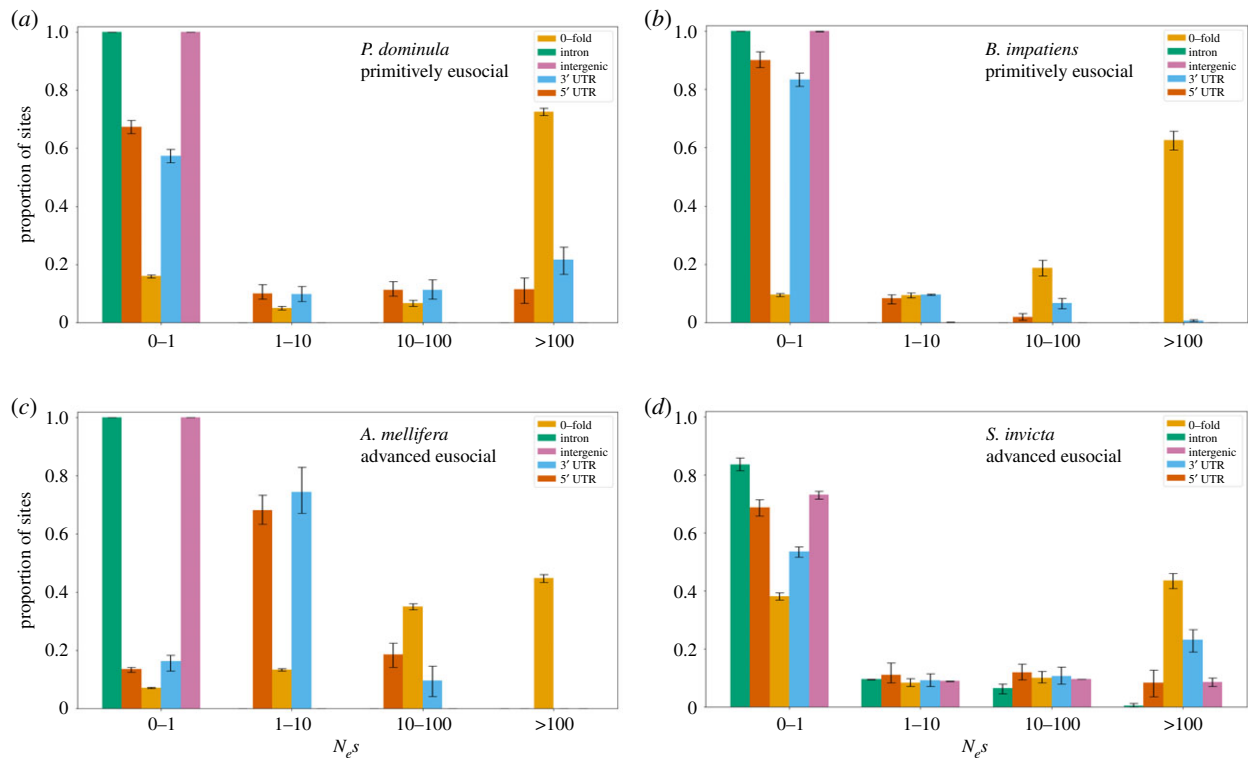 (a)
P. dominula
primitively eusocial
0–fold
intron
intergenic
3′ UTR
5′ UTR
proportion of sites
1.0
0.8
0.6
0.4
0.2
0
0–1
1–10
10–100
>100
(b)
B. impatiens
primitively eusocial
0–fold
intron
intergenic
3′ UTR
5′ UTR
1.0
0.8
0.6
0.4
0.2
0
0–1
1–10
10–100
>100
(c)
A. mellifera
advanced eusocial
0–fold
intron
intergenic
3′ UTR
5′ UTR
proportion of sites
1.0
0.8
0.6
0.4
0.2
0
0–1
1–10
10–100
>100
Nes
(d)
S. invicta
advanced eusocial
0–fold
intron
intergenic
3′ UTR
5′ UTR
1.0
0.8
0.6
0.4
0.2
0
0–1
1–10
10–100
>100
Nes